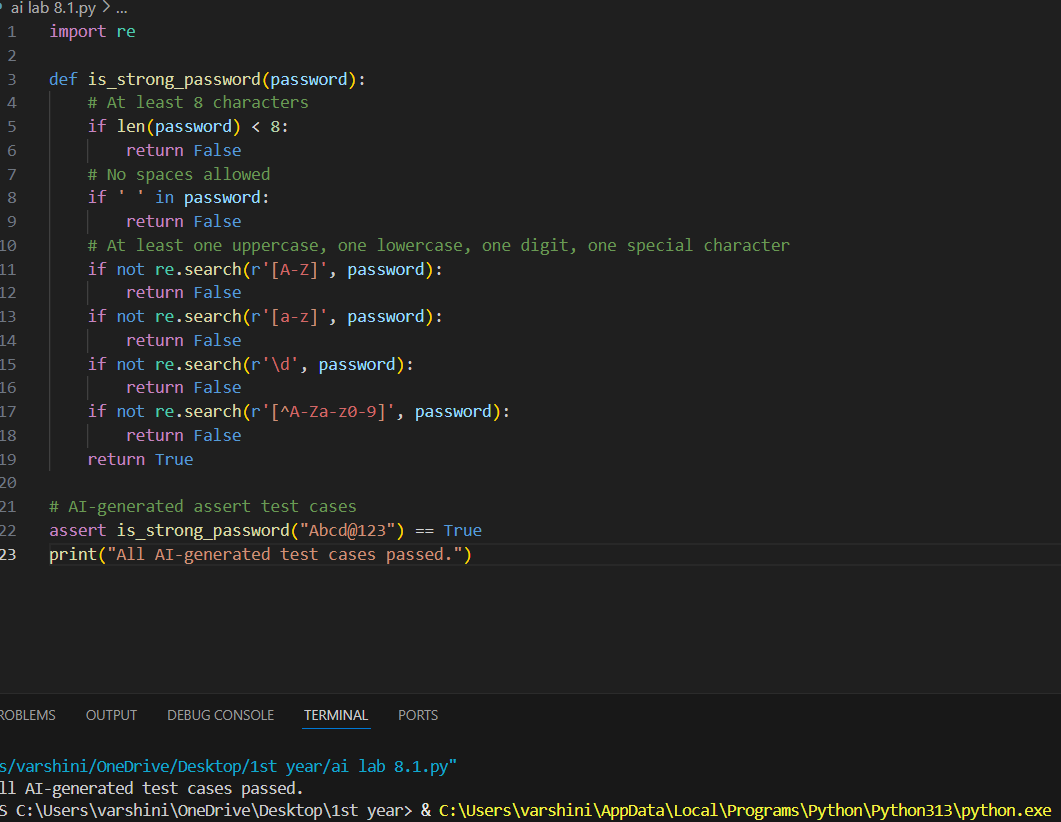 ai lab 8.1.py > ...
1 import re
2
3 def is_strong_password(password):
4     # At least 8 characters
5     if len(password) < 8:
6         return False
7     # No spaces allowed
8     if ' ' in password:
9         return False
10     # At least one uppercase, one lowercase, one digit, one special character
11     if not re.search(r'[A-Z]', password):
12         return False
13     if not re.search(r'[a-z]', password):
14         return False
15     if not re.search(r'\d', password):
16         return False
17     if not re.search(r'[^A-Za-z0-9]', password):
18         return False
19     return True
20
21 # AI-generated assert test cases
22 assert is_strong_password("Abcd@123") == True
23 print("All AI-generated test cases passed.")
ROBLEMS OUTPUT DEBUG CONSOLE TERMINAL PORTS
s/varshini/OneDrive/Desktop/1st year/ai lab 8.1.py"
ll AI-generated test cases passed.
S C:\Users\varshini\OneDrive\Desktop\1st year> & C:\Users\varshini\AppData\Local\Programs\Python\Python313\python.exe